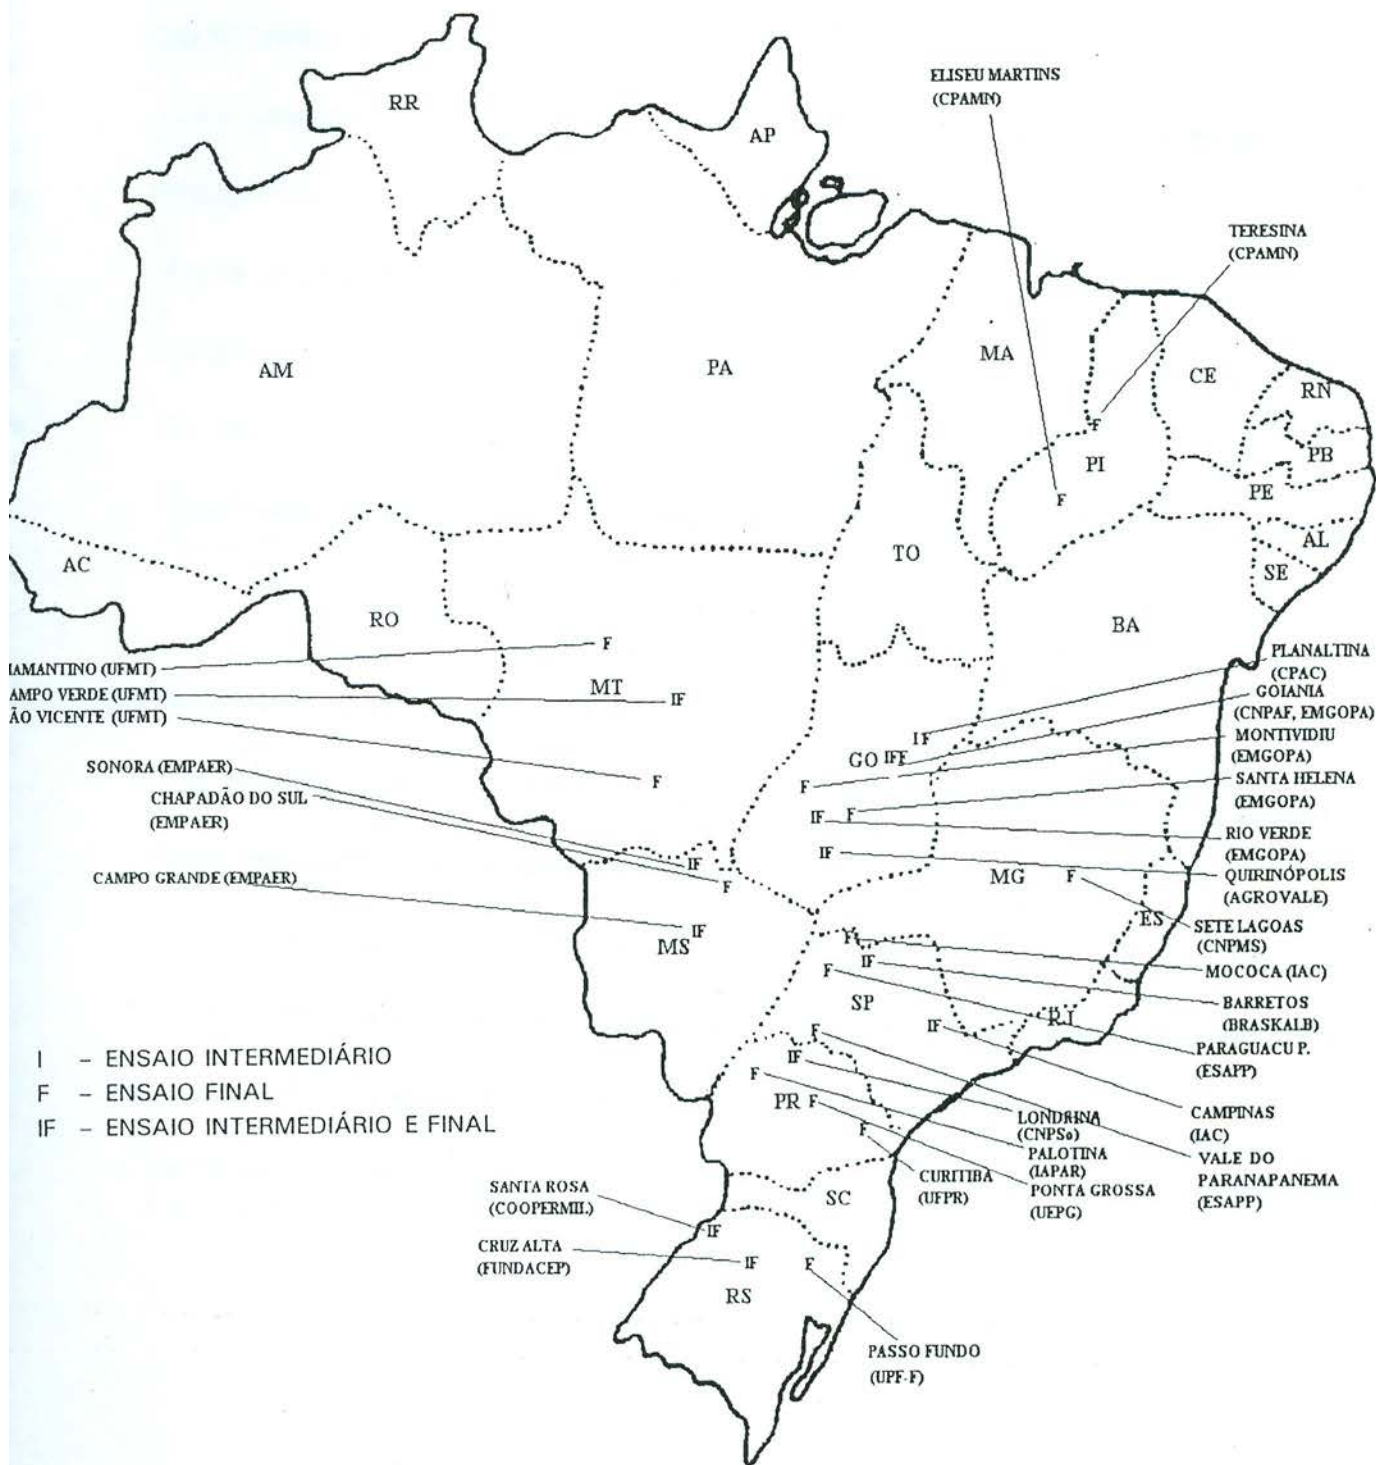 ELISEU MARTINS
(CPAMN)
RR
AP
TERESINA
(CPAMN)
AM
PA
MA
CE
RN
F
PI
PB
F
PE
AC
TO
AL
SE
RO
BA
F
IAMANTINO (UFMT)
MT
AMPO VERDE (UFMT)
IF
ÃO VICENTE (UFMT)
PLANALTINA
(CPAC)
GOIANIA
(CNPAF, EMGOPA)
I F
GO
IF
F
MONTIVIDIU
(EMGOPA)
SONORA (EMPAER)
F
F
SANTA HELENA
(EMGOPA)
CHAPADÃO DO SUL
(EMPAER)
IF
F
RIO VERDE
(EMGOPA)
IF
IF
CAMPO GRANDE (EMPAER)
F
MG
F
QUIRINÓPOLIS
(AGROVALE)
MS
IF
ES
SETE LAGOAS
(CNPMS)
F
IF
MOCOCA (IAC)
F
SP
BARRETOS
(BRASKALB)
F
IF
RJ
PARAGUACU P.
(ESAPP)
I – ENSAIO INTERMEDIÁRIO
F – ENSAIO FINAL
IF – ENSAIO INTERMEDIÁRIO E FINAL
IF
F
PR
F
F
LONDRINA
(CNPSo)
CAMPINAS
(IAC)
PALOTINA
(IAPAR)
VALE DO
PARANAPANEMA
(ESAPP)
CURITIBA
(UFPR)
PONTA GROSSA
(UEPG)
SANTA ROSA
(COOPERMIL)
SC
IF
CRUZ ALTA
(FUNDACEP)
IF
F
RS
PASSO FUNDO
(UPF-F)